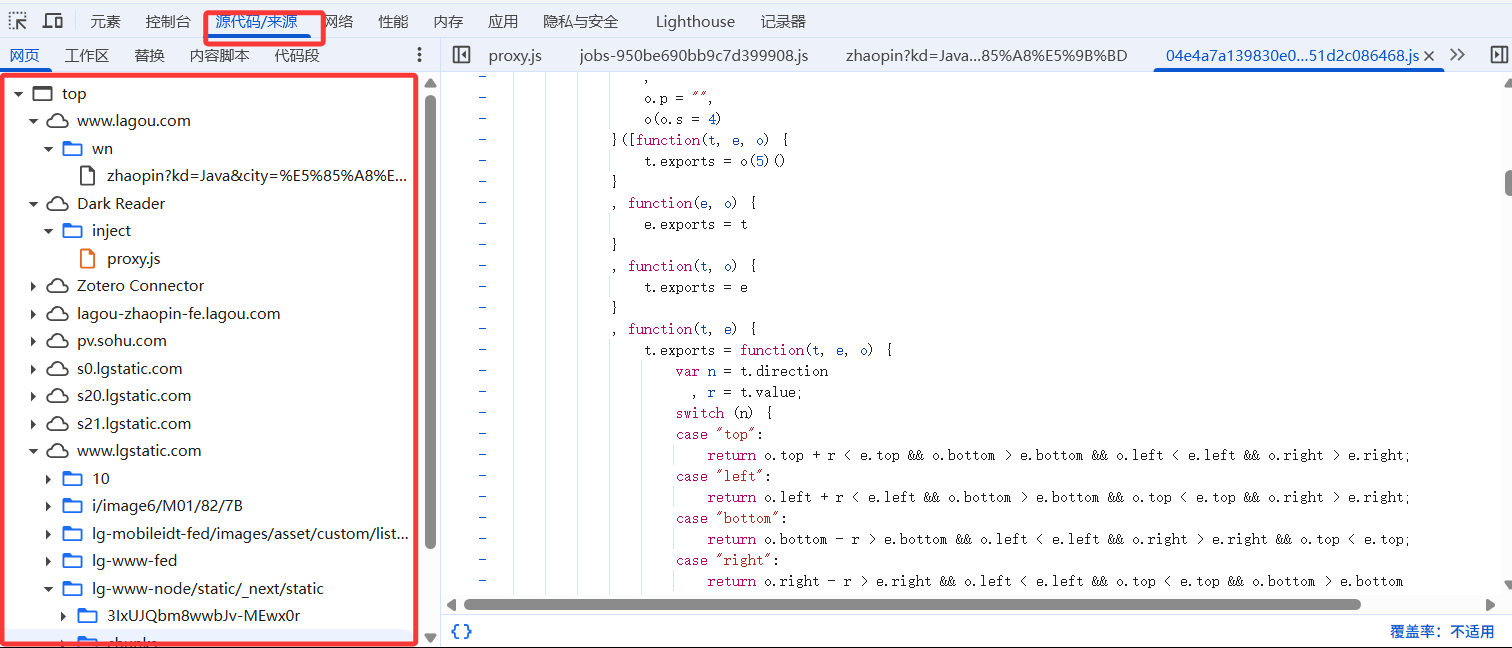 元素 控制台 源代码/来源 网络 性能 内存 应用 隐私与安全 Lighthouse 记录器
网页 工作区 替换 内容脚本 代码段
proxy.js jobs-950be690bb9c7d399908.js zhaopin?kd=Java...85%A8%E5%9B%BD 04e4a7a139830e0...51d2c086468.js
top
www.lagou.com
wn
zhaopin?kd=Java&city=%E5%85%A8%E...
Dark Reader
inject
proxy.js
Zotero Connector
lagou-zhaopin-fe.lagou.com
pv.sohu.com
s0.lgstatic.com
s20.lgstatic.com
s21.lgstatic.com
www.lgstatic.com
10
i/image6/M01/82/7B
lg-mobileidt-fed/images/asset/custom/list...
lg-www-fed
lg-www-node/static/_next/static
3IxUJQbm8wwbJv-MEwx0r
,
o.p = "",
o(o.s = 4)
}([function(t, e, o) {
t.exports = o(5)()
}
, function(e, o) {
e.exports = t
}
, function(t, o) {
t.exports = e
}
, function(t, e) {
t.exports = function(t, e, o) {
var n = t.direction
, r = t.value;
switch (n) {
case "top":
return o.top + r < e.top && o.bottom > e.bottom && o.left < e.left && o.right > e.right;
case "left":
return o.left + r < e.left && o.bottom > e.bottom && o.top < e.top && o.right > e.right;
case "bottom":
return o.bottom - r > e.bottom && o.left < e.left && o.right > e.right && o.top < e.top;
case "right":
return o.right - r > e.right && o.left < e.left && o.top < e.top && o.bottom > e.bottom
{} 覆盖率：不适用